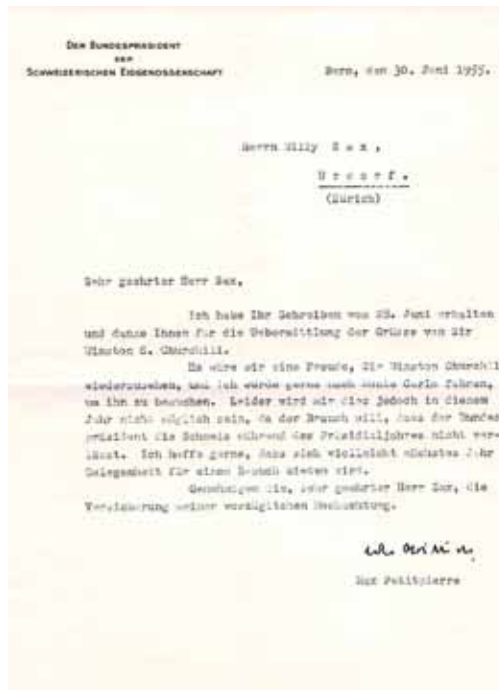 DER BUNDESPRÄSIDENT
DER
SCHWEIZERISCHEN EIDGENOSSENSCHAFT
Bern, den 30. Juni 1955.
Herrn Willy S a x ,
U r d o r f .
(Zürich)
Sehr geehrter Herr Sax,
Ich habe Ihr Schreiben vom 28. Juni erhalten
und danke Ihnen für die Uebermittlung der Grüsse von Sir
Winston S. Churchill.
Es wäre mir eine Freude, Sir Winston Churchill
wiederzusehen, und ich würde gerne nach Monte Carlo fahren,
um ihn zu besuchen. Leider wird mir dies jedoch in diesem
Jahr nicht möglich sein, da der Brauch will, dass der Bundes
präsident die Schweiz während des Präsidialjahres nicht ver
lässt. Ich hoffe gerne, dass sich vielleicht nächstes Jahr
Gelegenheit für einen Besuch bieten wird.
Genehmigen Sie, sehr geehrter Herr Sax, die
Versicherung meiner vorzüglichen Hochachtung.
Max Petitpierre